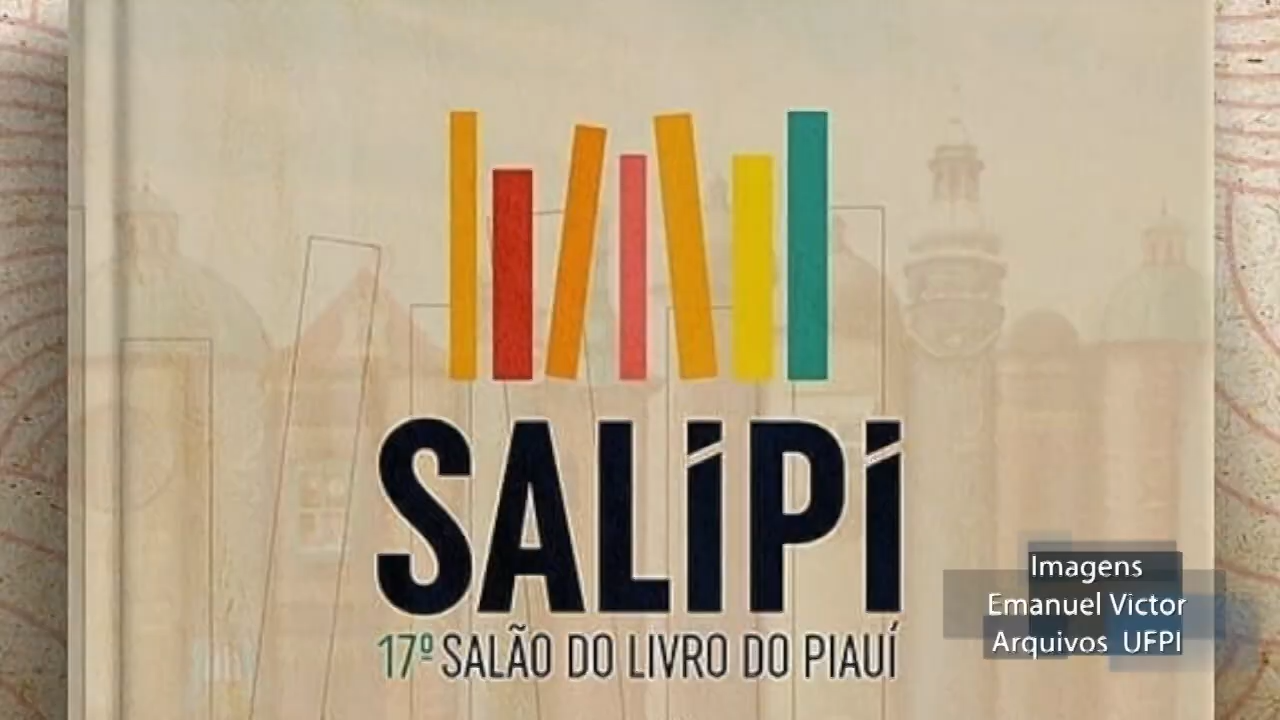 SALIPI
17º SALÃO DO LIVRO DO PIAUÍ
Imagens
Emanuel Victor
Arquivos UFPI